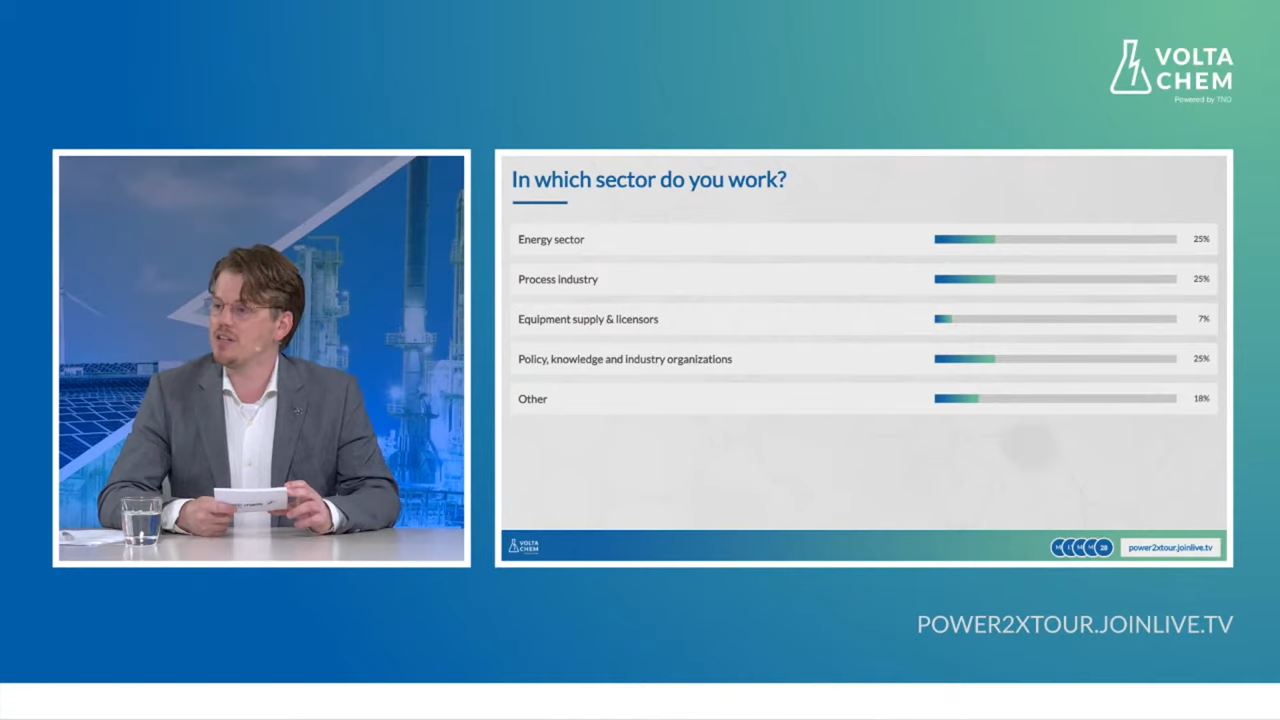 VOLTA
CHEM
Powered by TNO
In which sector do you work?
Energy sector 25%
Process industry 25%
Equipment supply & licensors 7%
Policy, knowledge and industry organizations 25%
Other 18%
VOLTA
CHEM
28
power2xtour.joinlive.tv
POWER2XTOUR.JOINLIVE.TV